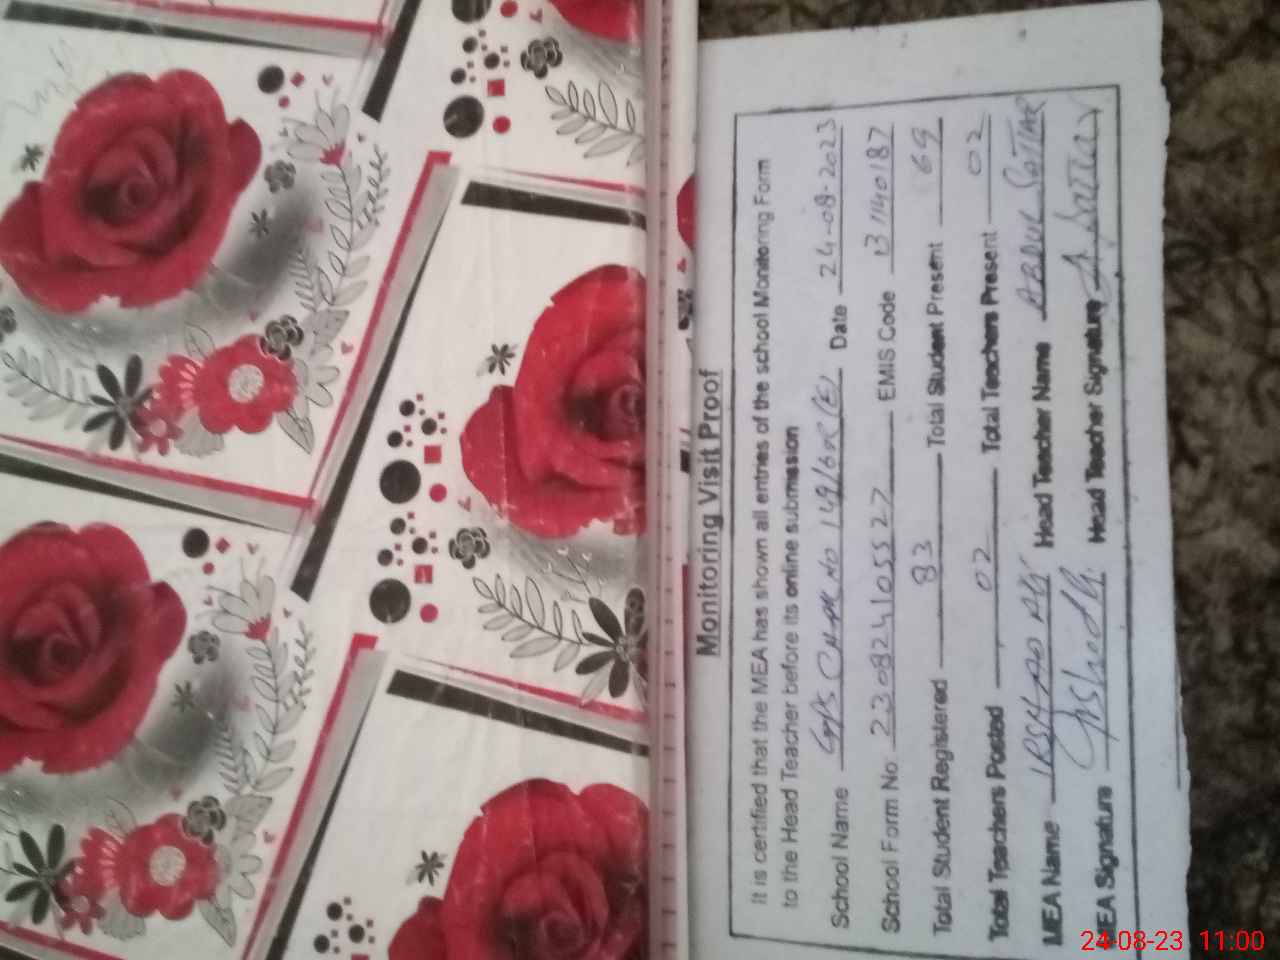 Monitoring Visit Proof
It is certified that the MEA has shown all entries of the school Monitoring Form
to the Head Teacher before its online submission
School Name GPS CHAK NO 149/6R (E) Date 24-08-2023
School Form No. 230824105527 EMIS Code 13140187
Total Student Registered 83 Total Student Present 69
Total Teachers Posted 02 Total Teachers Present 02
MEA Name IRSHAD ALI Head Teacher Name ABDUL SATTAR
MEA Signature Head Teacher Signature A. Sattar
24-08-23 11:00